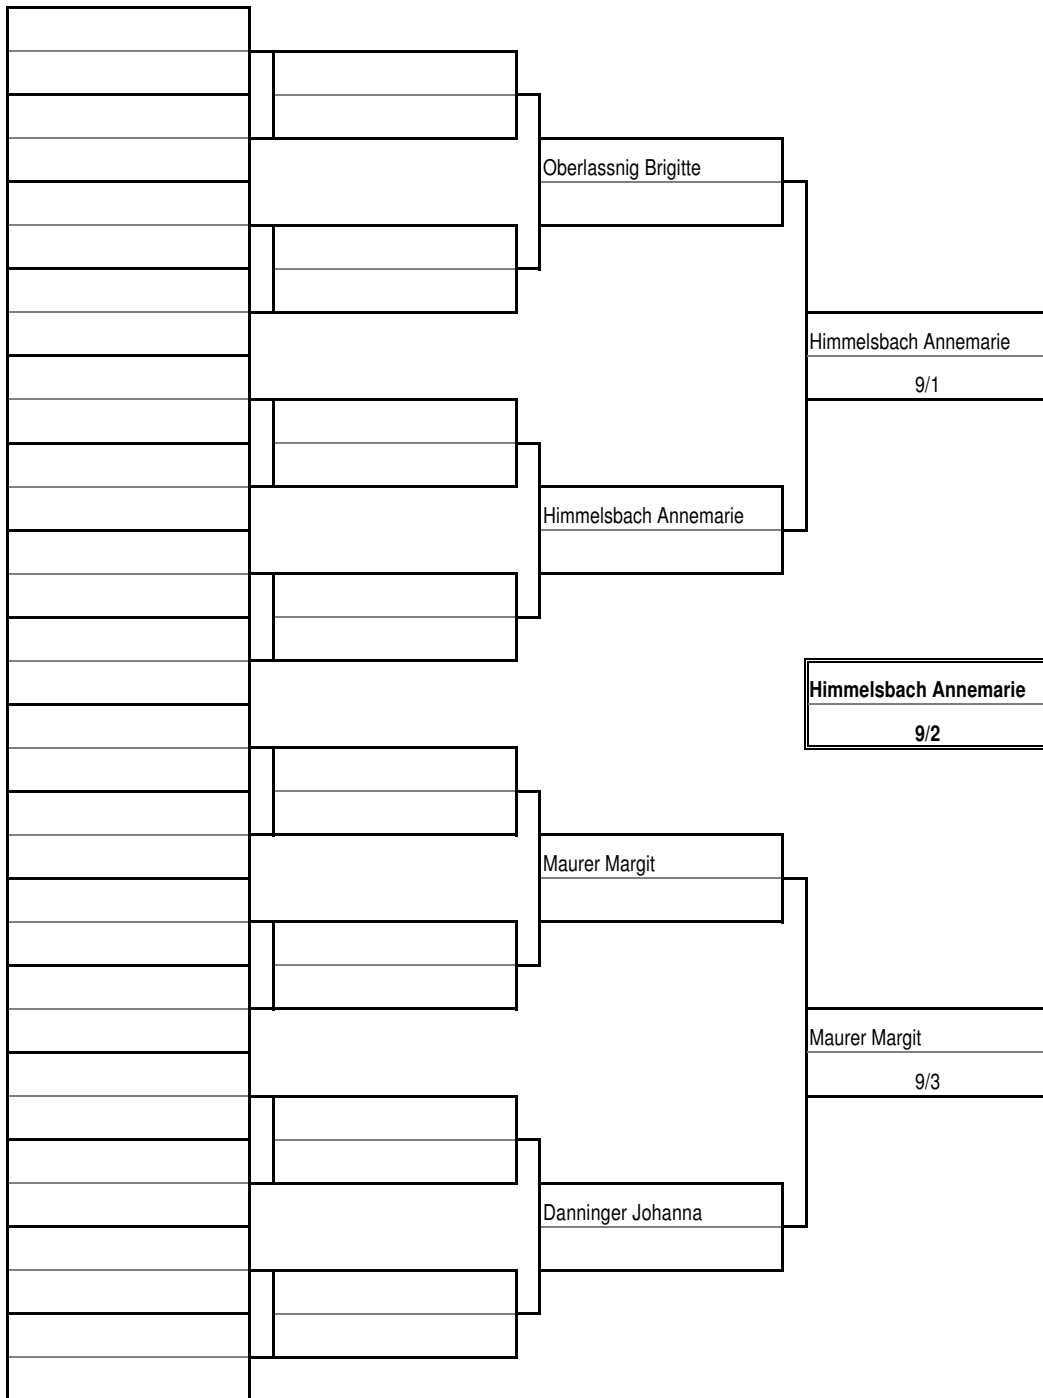 Oberlassnig Brigitte
Himmelsbach Annemarie
9/1
Himmelsbach Annemarie
Himmelsbach Annemarie
9/2
Maurer Margit
Maurer Margit
9/3
Danninger Johanna